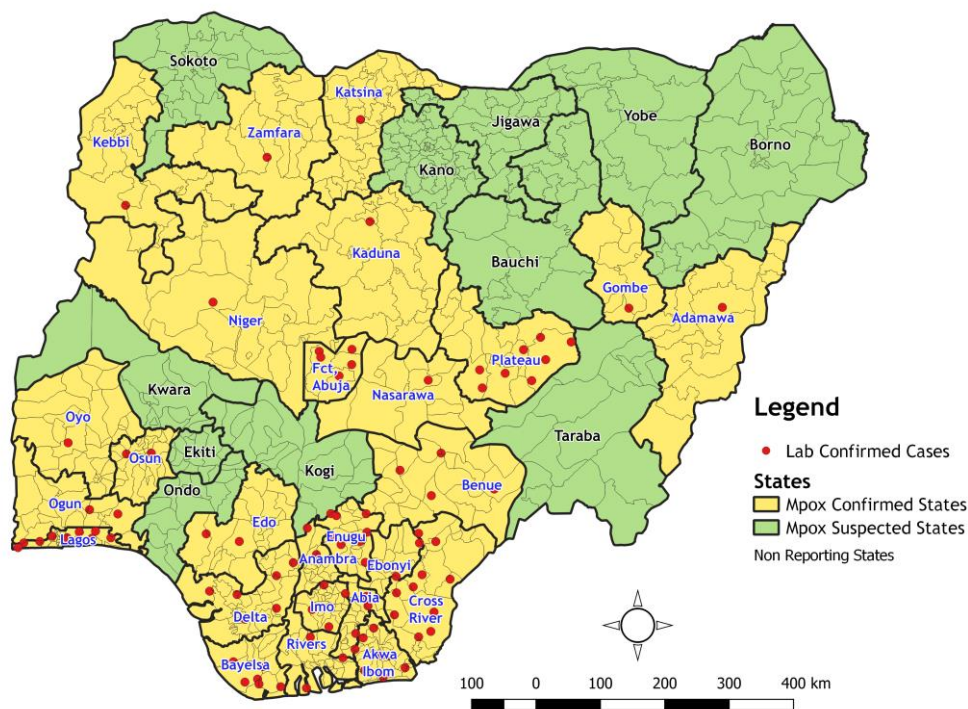 Sokoto
Katsina
Kebbi
Zamfara
Jigawa
Yobe
Borno
Kano
Kaduna
Bauchi
Gombe
Adamawa
Niger
Fct,
Abuja
Plateau
Nasarawa
Kwara
Oyo
Osun
Ekiti
Kogi
Taraba
Ondo
Benue
Ogun
Lagos
Edo
Enugu
Anambra
Ebonyi
Delta
Imo
Abia
Cross
River
Rivers
Bayelsa
Akwa
Ibom
Legend
Lab Confirmed Cases
States
Mpox Confirmed States
Mpox Suspected States
Non Reporting States
100 0 100 200 300 400 km